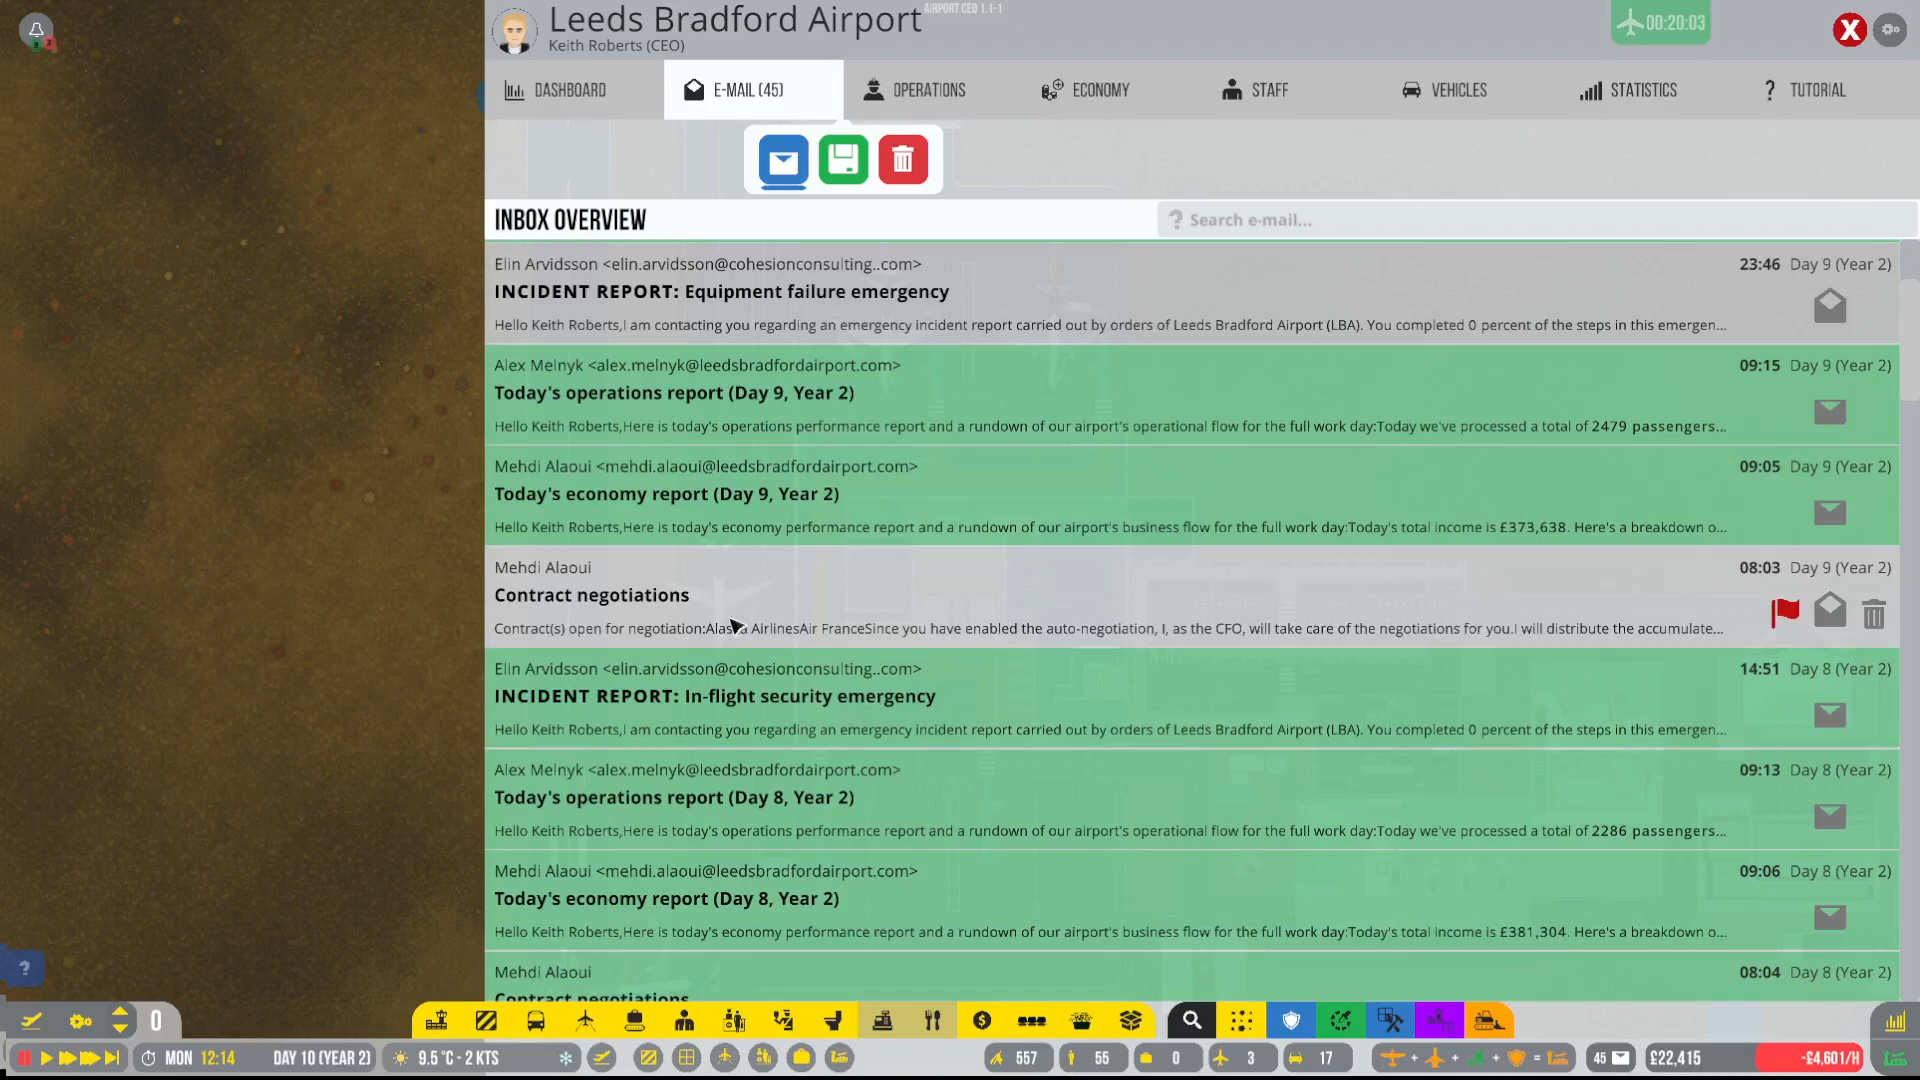 AIRPORT CEO 1.1-1
Leeds Bradford Airport
Keith Roberts (CEO)
00:20:03
X
DASHBOARD
E-MAIL (45)
OPERATIONS
ECONOMY
STAFF
VEHICLES
STATISTICS
? TUTORIAL
INBOX OVERVIEW
? Search e-mail...
Elin Arvidsson <elin.arvidsson@cohesionconsulting..com>
23:46 Day 9 (Year 2)
INCIDENT REPORT: Equipment failure emergency
Hello Keith Roberts,I am contacting you regarding an emergency incident report carried out by orders of Leeds Bradford Airport (LBA). You completed 0 percent of the steps in this emergen...
Alex Melnyk <alex.melnyk@leedsbradfordairport.com>
09:15 Day 9 (Year 2)
Today's operations report (Day 9, Year 2)
Hello Keith Roberts,Here is today's operations performance report and a rundown of our airport's operational flow for the full work day:Today we've processed a total of 2479 passengers...
Mehdi Alaoui <mehdi.alaoui@leedsbradfordairport.com>
09:05 Day 9 (Year 2)
Today's economy report (Day 9, Year 2)
Hello Keith Roberts,Here is today's economy performance report and a rundown of our airport's business flow for the full work day:Today's total income is £373,638. Here's a breakdown o...
Mehdi Alaoui
08:03 Day 9 (Year 2)
Contract negotiations
Contract(s) open for negotiation:Alaska AirlinesAir FranceSince you have enabled the auto-negotiation, I, as the CFO, will take care of the negotiations for you.I will distribute the accumulate...
Elin Arvidsson <elin.arvidsson@cohesionconsulting..com>
14:51 Day 8 (Year 2)
INCIDENT REPORT: In-flight security emergency
Hello Keith Roberts,I am contacting you regarding an emergency incident report carried out by orders of Leeds Bradford Airport (LBA). You completed 0 percent of the steps in this emergen...
Alex Melnyk <alex.melnyk@leedsbradfordairport.com>
09:13 Day 8 (Year 2)
Today's operations report (Day 8, Year 2)
Hello Keith Roberts,Here is today's operations performance report and a rundown of our airport's operational flow for the full work day:Today we've processed a total of 2286 passengers...
Mehdi Alaoui <mehdi.alaoui@leedsbradfordairport.com>
09:06 Day 8 (Year 2)
Today's economy report (Day 8, Year 2)
Hello Keith Roberts,Here is today's economy performance report and a rundown of our airport's business flow for the full work day:Today's total income is £381,304. Here's a breakdown o...
Mehdi Alaoui
08:04 Day 8 (Year 2)
Contract negotiations
?
0
MON 12:14 DAY 10 (YEAR 2)
9.5 °C - 2 KTS
557
55
0
3
17
+ + + =
45
£22,415
-£4,601/H